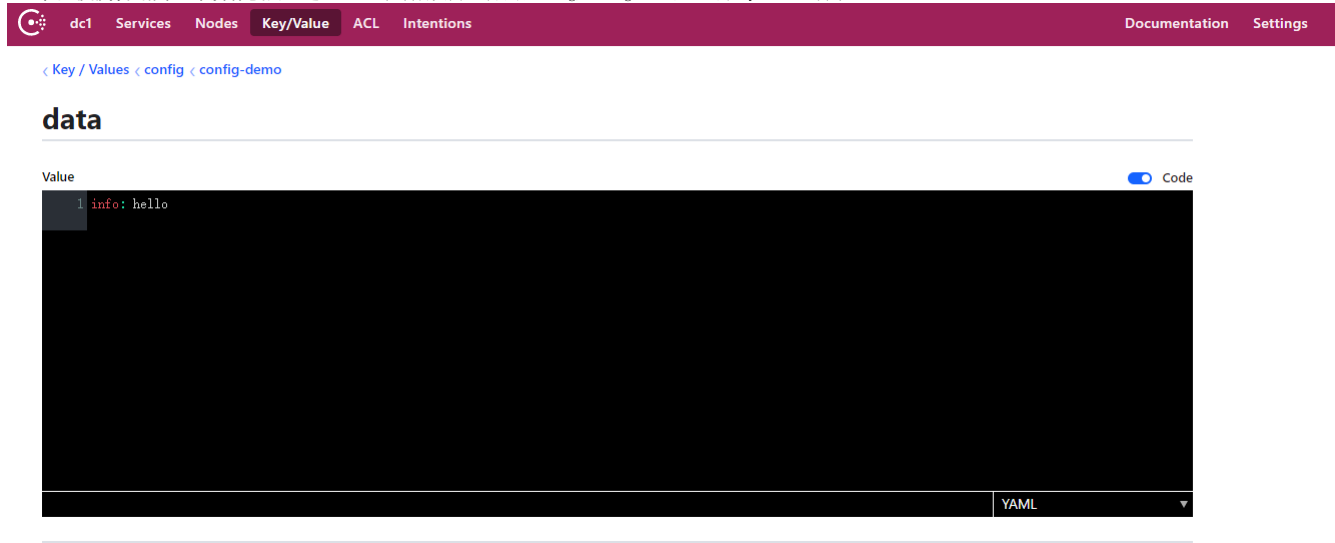 dc1 Services Nodes Key/Value ACL Intentions Documentation Settings
Key / Values config config-demo
data
Value Code
1 info: hello
YAML